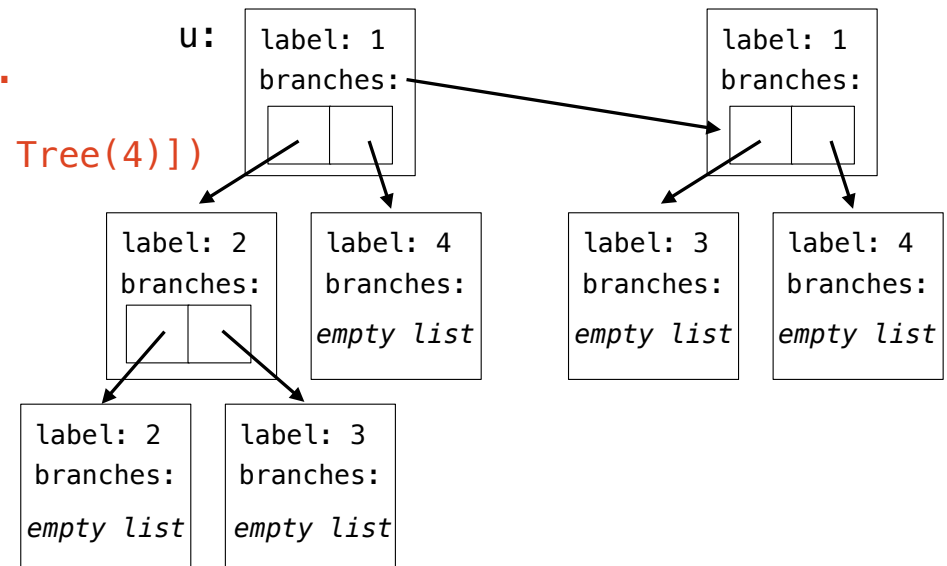 u:
label: 1
branches:
label: 1
branches:
.
Tree(4)])
label: 2
branches:
label: 4
branches:
empty list
label: 3
branches:
empty list
label: 4
branches:
empty list
label: 2
branches:
empty list
label: 3
branches:
empty list